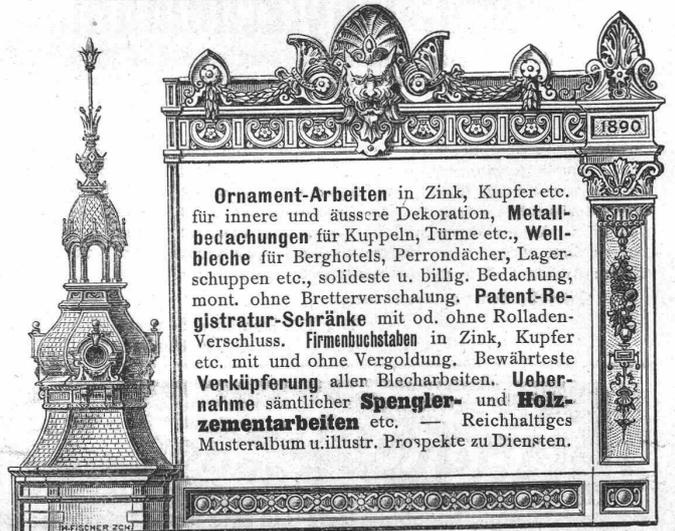 1890
Ornament-Arbeiten in Zink, Kupfer etc.
für innere und äussere Dekoration, Metall-
bedachungen für Kuppeln, Türme etc., Well-
bleche für Berghotels, Perrondächer, Lager-
schuppen etc., solideste u. billig. Bedachung,
mont. ohne Bretterverschalung. Patent-Re-
gistratur-Schränke mit od. ohne Rolladen-
Verschluss. Firmenbuchstaben in Zink, Kupfer
etc. mit und ohne Vergoldung. Bewährteste
Verküpferung aller Blecharbeiten. Ueber-
nahme sämtlicher Spengler- und Holz-
zementarbeiten etc. — Reichhaltiges
Musteralbum u. illustr. Prospekte zu Diensten.
H.FISCHER ZCH